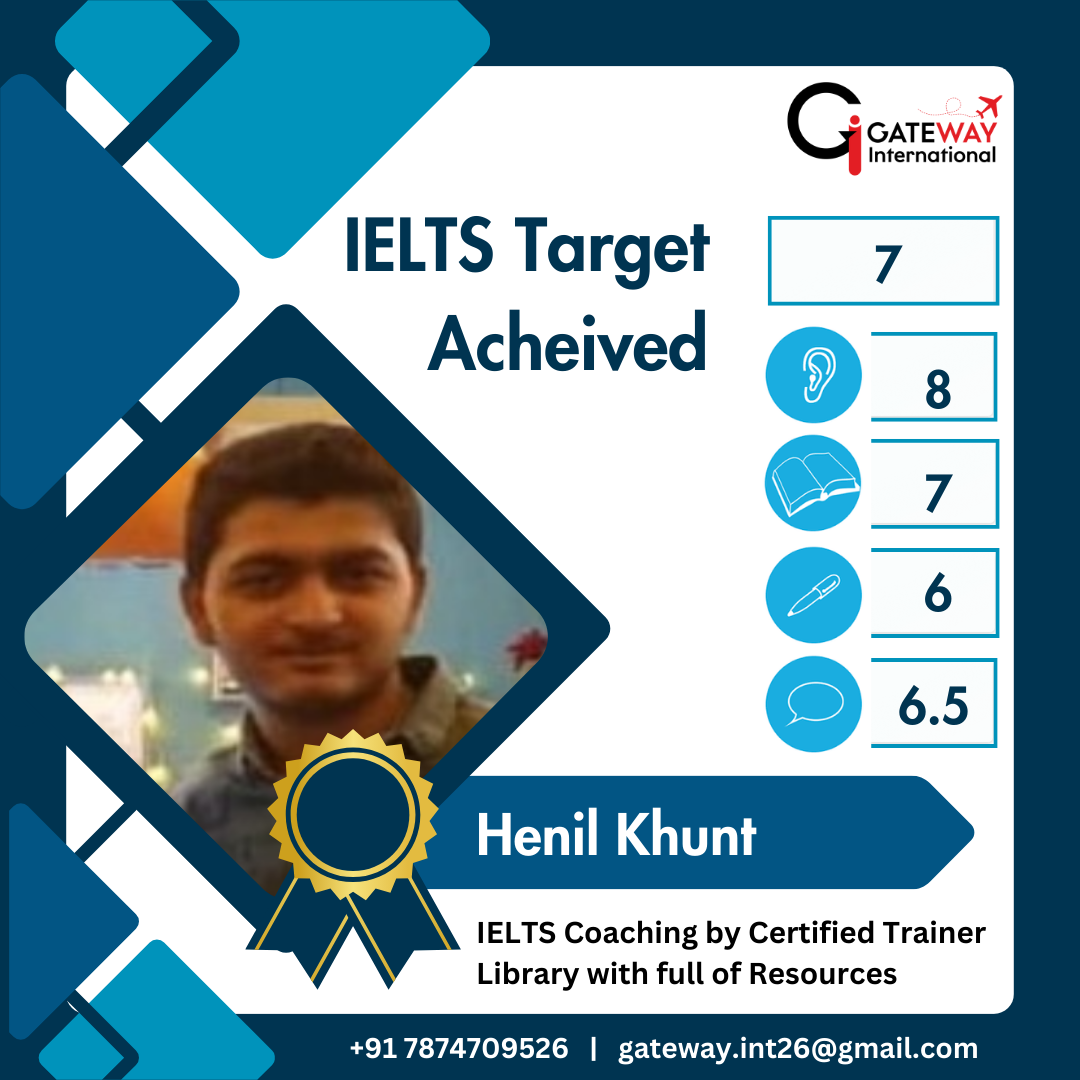 GATEWAY
International
IELTS Target
Acheived
7
8
7
6
6.5
Henil Khunt
IELTS Coaching by Certified Trainer
Library with full of Resources
+91 7874709526 | gateway.int26@gmail.com